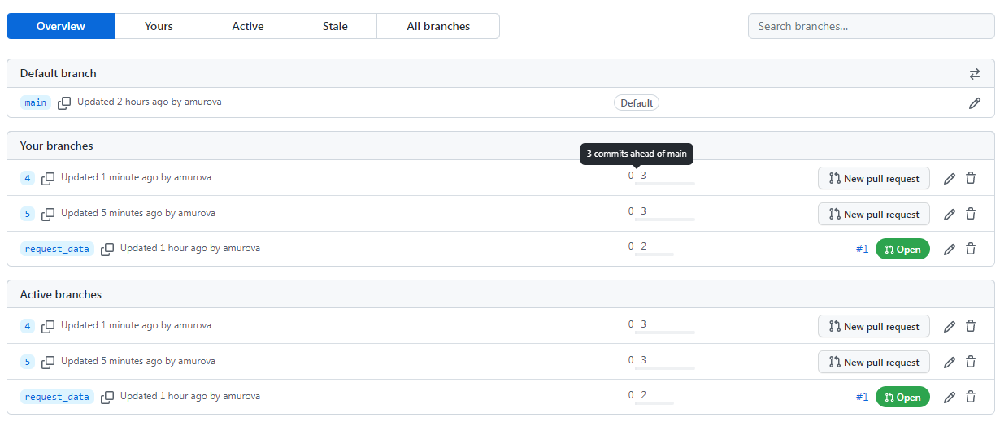 Overview Yours Active Stale All branches Search branches...
Default branch
main Updated 2 hours ago by amurova Default
Your branches
3 commits ahead of main
4 Updated 1 minute ago by amurova 0 3 New pull request
5 Updated 5 minutes ago by amurova 0 3 New pull request
request_data Updated 1 hour ago by amurova 0 2 #1 Open
Active branches
4 Updated 1 minute ago by amurova 0 3 New pull request
5 Updated 5 minutes ago by amurova 0 3 New pull request
request_data Updated 1 hour ago by amurova 0 2 #1 Open